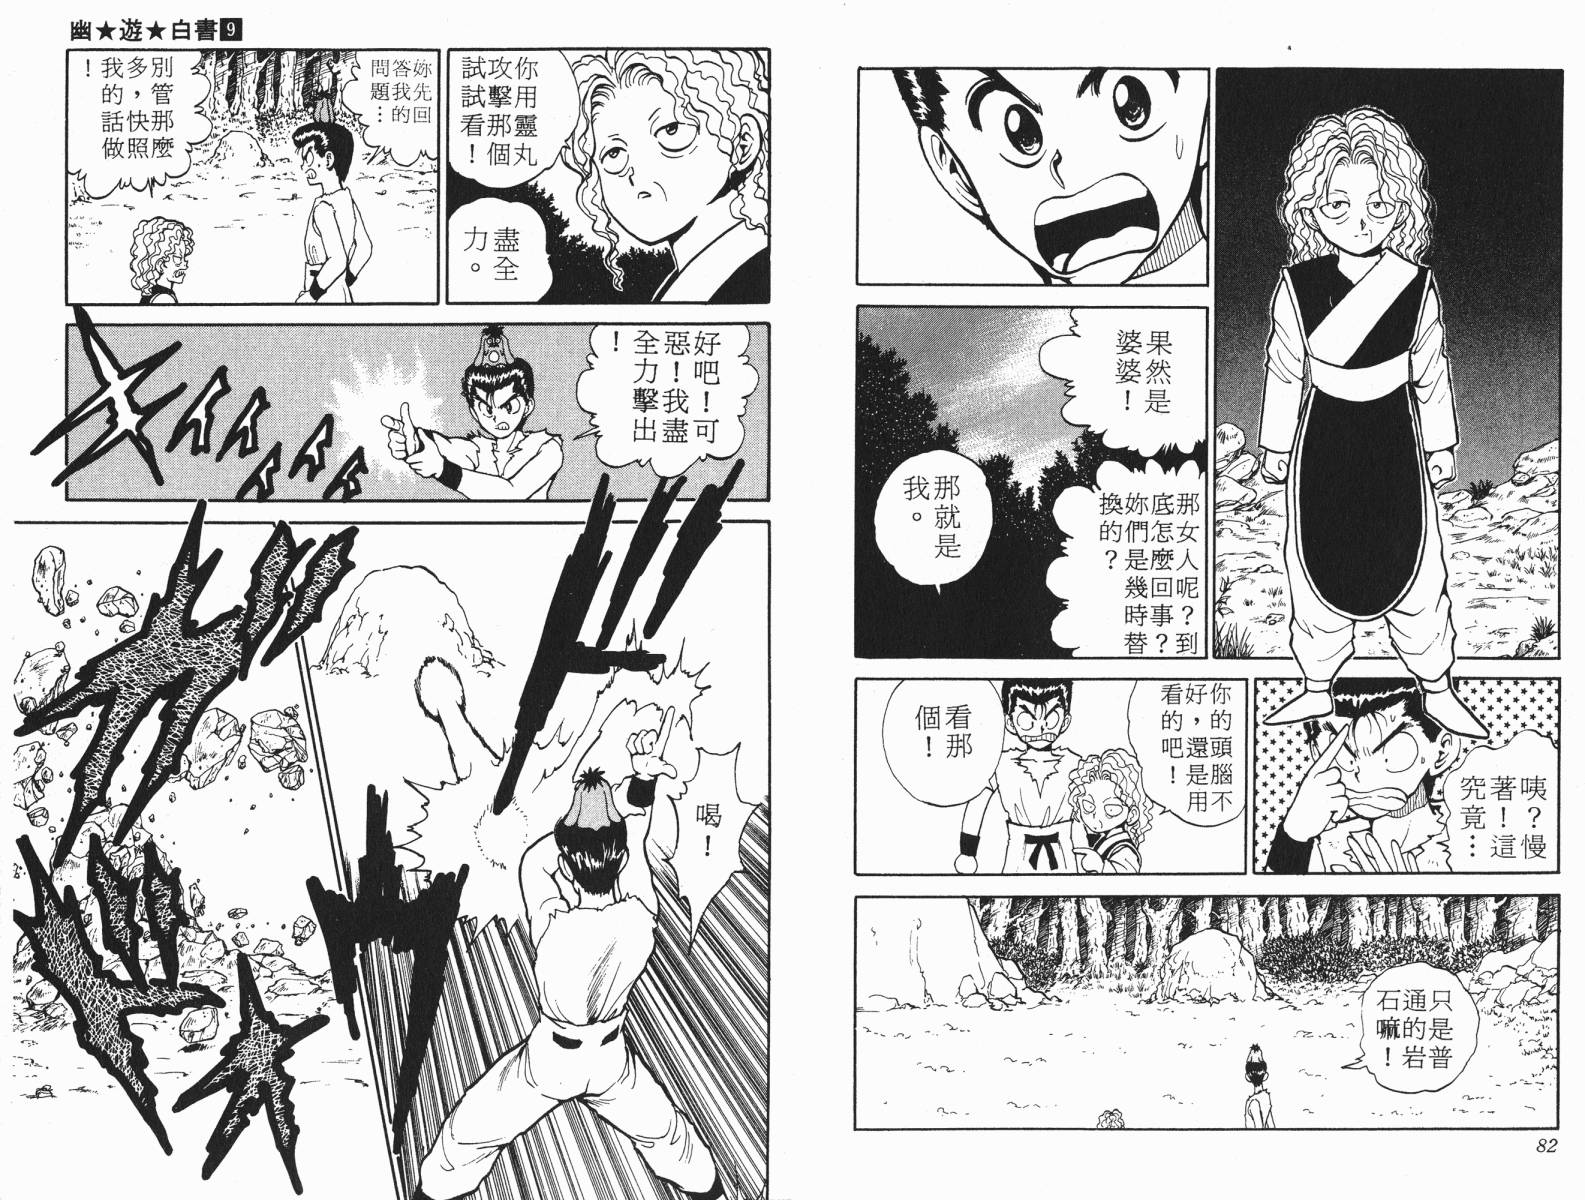 果然是
婆婆！
那女人呢？到
底怎麼回事？
妳們是幾時替
換的？
那就是
我。
咦？慢
著！這
究竟…
你的頭腦不
好，還是用
看的吧！
看那
個！
只是普
通的岩
石嘛！
82
幽★遊★白書9
你用靈丸
攻擊那個
試試看！
盡全
力。
妳先回
答我的
問題…
別管那麼
多，快照
我的話做
！
好吧！可
惡！我盡
全力擊出
！
喝！